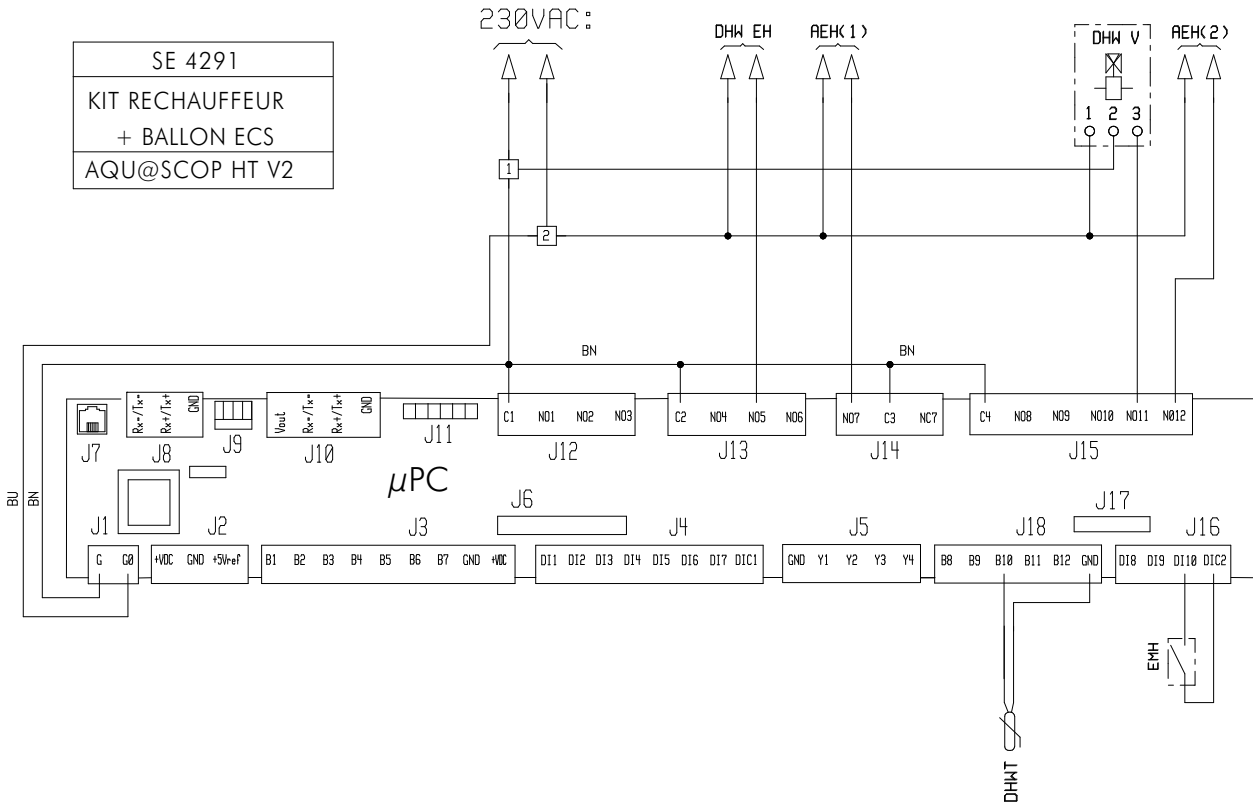 230VAC:
SE 4291
KIT RECHAUFFEUR
+ BALLON ECS
AQU@SCOP HT V2
DHW EH
AEH(1)
DHW V
AEH(2)
1 2 3
1
2
BN
BN
BU
BN
Rx-/Tx-
Rx+/Tx+
GND
Vout
Rx-/Tx-
Rx+/Tx+
GND
C1 NO1 NO2 NO3
C2 NO4 NO5 NO6
NO7 C3 NC7
C4 NO8 NO9 NO10 NO11 NO12
J7 J8 J9 J10 J11 J12 J13 J14 J15
µPC
J1 J2 J3 J6 J4 J5 J18 J17 J16
G G0
+VDC GND +5Vref
B1 B2 B3 B4 B5 B6 B7 GND +VDC
DI1 DI2 DI3 DI4 DI5 DI6 DI7 DIC1
GND Y1 Y2 Y3 Y4
B8 B9 B10 B11 B12 GND
DI8 DI9 DI10 DIC2
EMH
DHWT